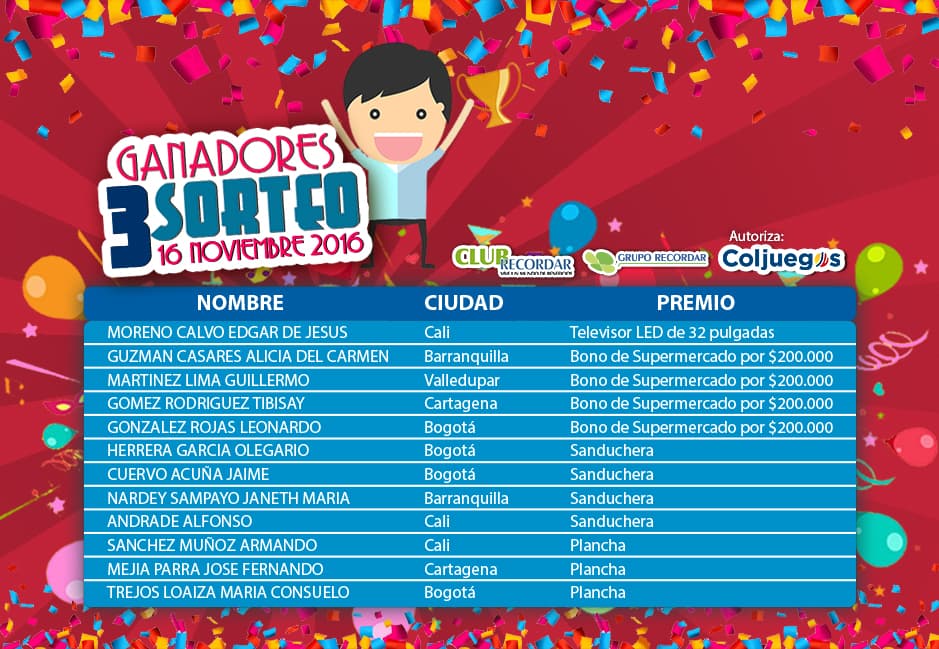 GANADORES
3 SORTEO
16 NOVIEMBRE 2016
Autoriza:
CLUB RECORDAR
GRUPO RECORDAR
Coljuegos
NOMBRE CIUDAD PREMIO
MORENO CALVO EDGAR DE JESUS Cali Televisor LED de 32 pulgadas
GUZMAN CASARES ALICIA DEL CARMEN Barranquilla Bono de Supermercado por $200.000
MARTINEZ LIMA GUILLERMO Valledupar Bono de Supermercado por $200.000
GOMEZ RODRIGUEZ TIBISAY Cartagena Bono de Supermercado por $200.000
GONZALEZ ROJAS LEONARDO Bogotá Bono de Supermercado por $200.000
HERRERA GARCIA OLEGARIO Bogotá Sanduchera
CUERVO ACUÑA JAIME Bogotá Sanduchera
NARDEY SAMPAYO JANETH MARIA Barranquilla Sanduchera
ANDRADE ALFONSO Cali Sanduchera
SANCHEZ MUÑOZ ARMANDO Cali Plancha
MEJIA PARRA JOSE FERNANDO Cartagena Plancha
TREJOS LOAIZA MARIA CONSUELO Bogotá Plancha